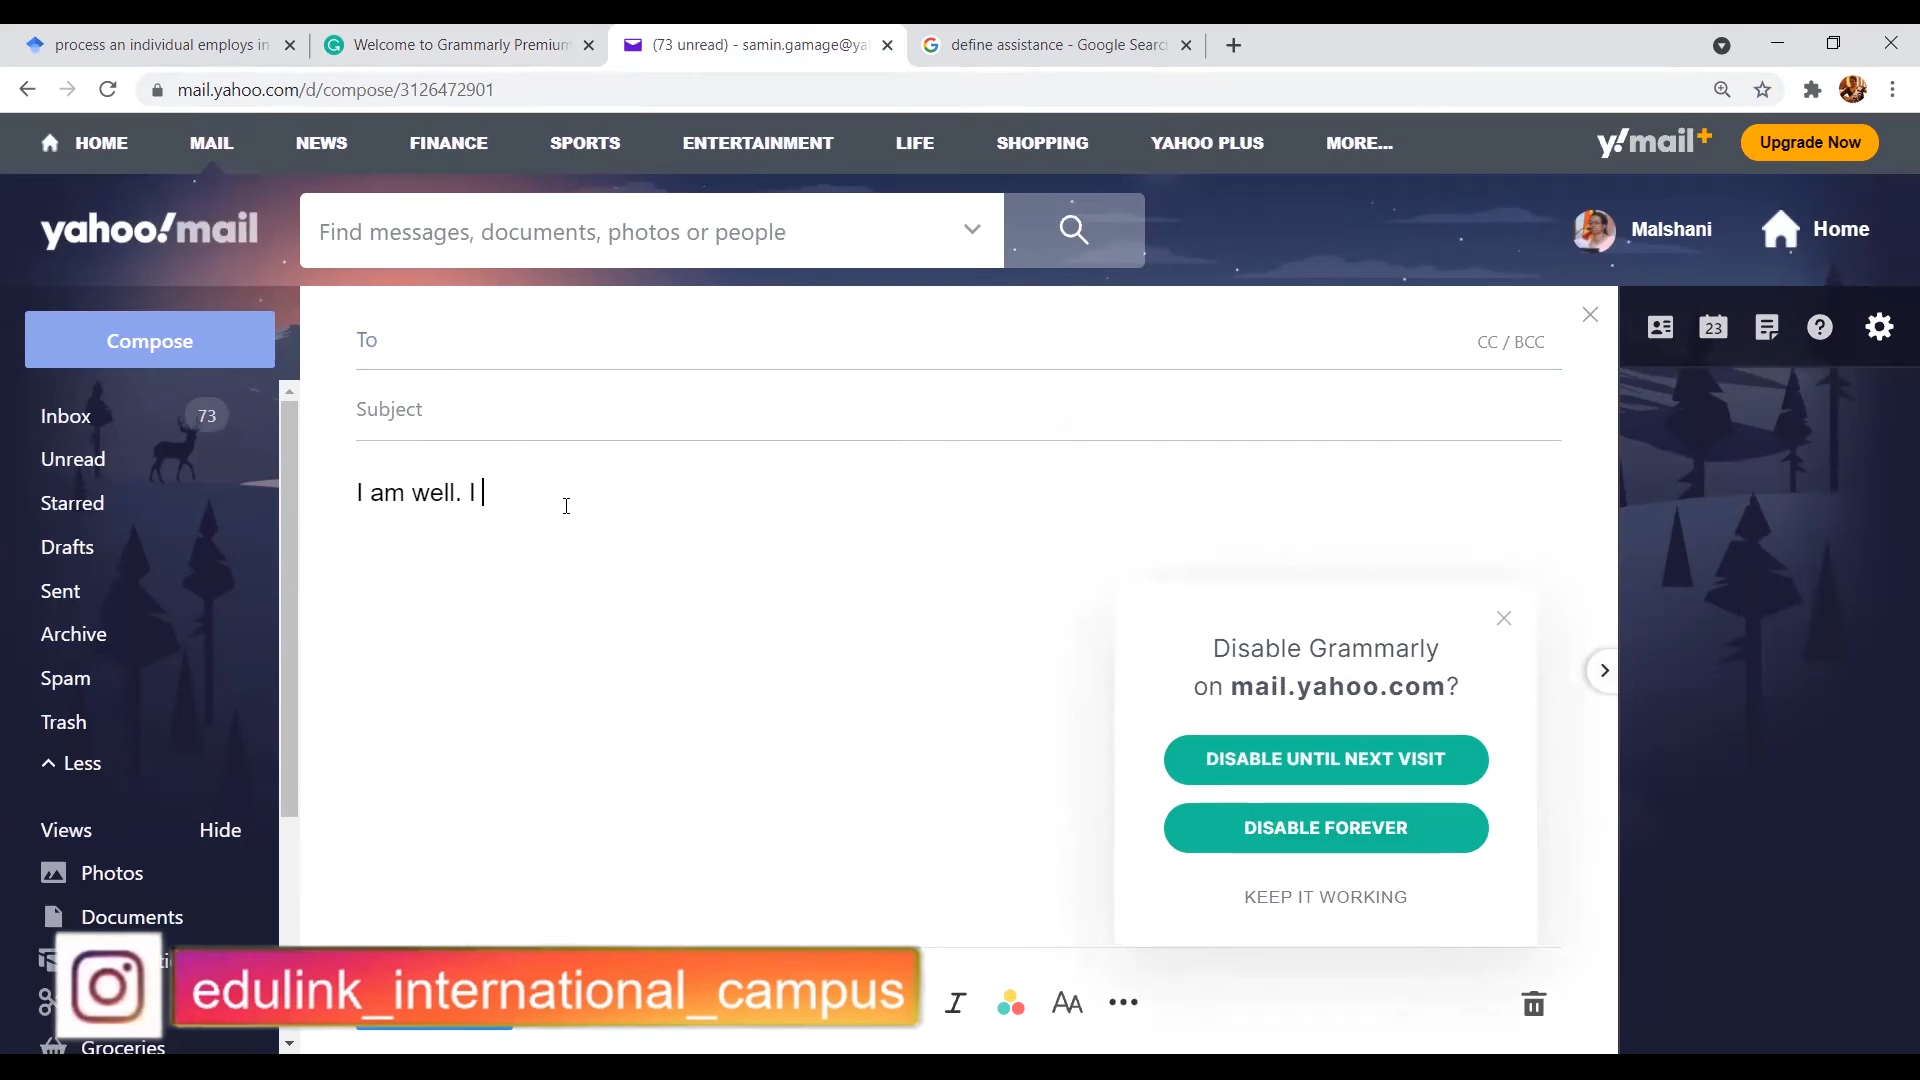 process an individual employs in
Welcome to Grammarly Premium
(73 unread) - samin.gamage@ya
define assistance - Google Searc
mail.yahoo.com/d/compose/3126472901
HOME MAIL NEWS FINANCE SPORTS ENTERTAINMENT LIFE SHOPPING YAHOO PLUS MORE... y!mail+ Upgrade Now
yahoo!mail
Find messages, documents, photos or people
Malshani
Home
Compose
To
CC / BCC
23
Subject
Inbox 73
Unread
Starred
Drafts
Sent
Archive
Spam
Trash
Less
Views Hide
Photos
Documents
Groceries
I am well. I
Disable Grammarly
on mail.yahoo.com?
DISABLE UNTIL NEXT VISIT
DISABLE FOREVER
KEEP IT WORKING
edulink_international_campus
I
AA